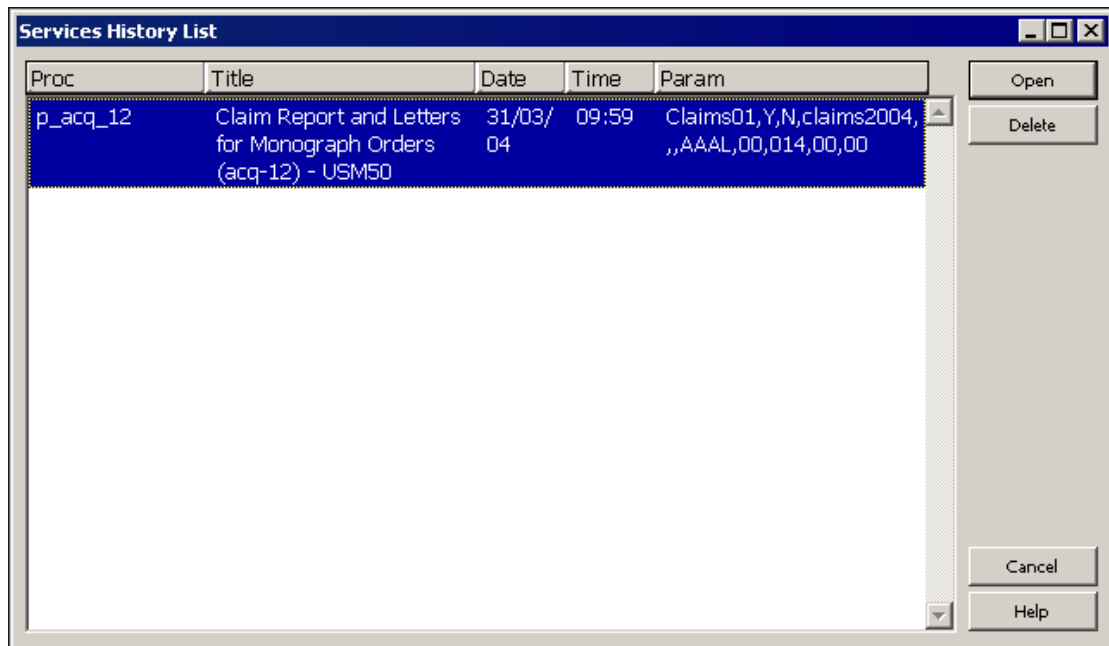 Services History List
Proc Title Date Time Param
p_acq_12 Claim Report and Letters 31/03/ 09:59 Claims01,Y,N,claims2004,
for Monograph Orders 04 ,,AAAL,00,014,00,00
(acq-12) - USM50
Open
Delete
Cancel
Help